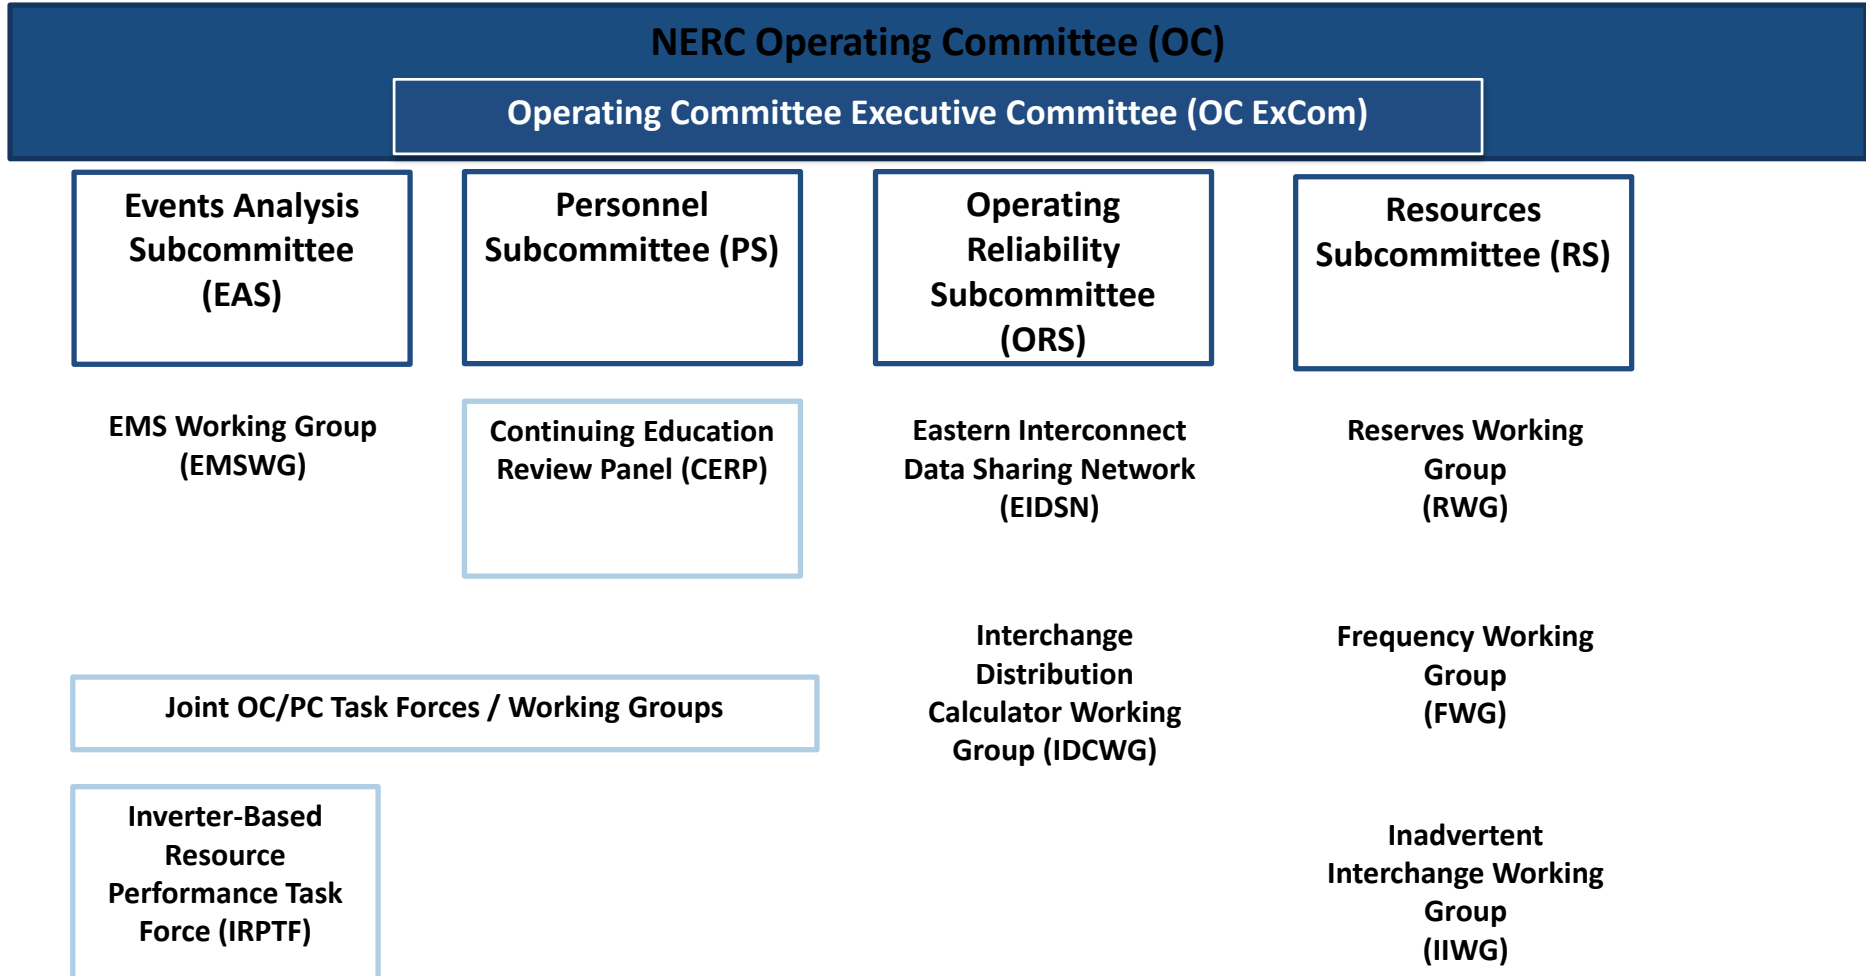 NERC Operating Committee (OC)
Operating Committee Executive Committee (OC ExCom)
Events Analysis
Subcommittee
(EAS)
Personnel
Subcommittee (PS)
Operating
Reliability
Subcommittee
(ORS)
Resources
Subcommittee (RS)
EMS Working Group
(EMSWG)
Continuing Education
Review Panel (CERP)
Eastern Interconnect
Data Sharing Network
(EIDSN)
Reserves Working
Group
(RWG)
Interchange
Distribution
Calculator Working
Group (IDCWG)
Frequency Working
Group
(FWG)
Joint OC/PC Task Forces / Working Groups
Inverter-Based
Resource
Performance Task
Force (IRPTF)
Inadvertent
Interchange Working
Group
(IIWG)